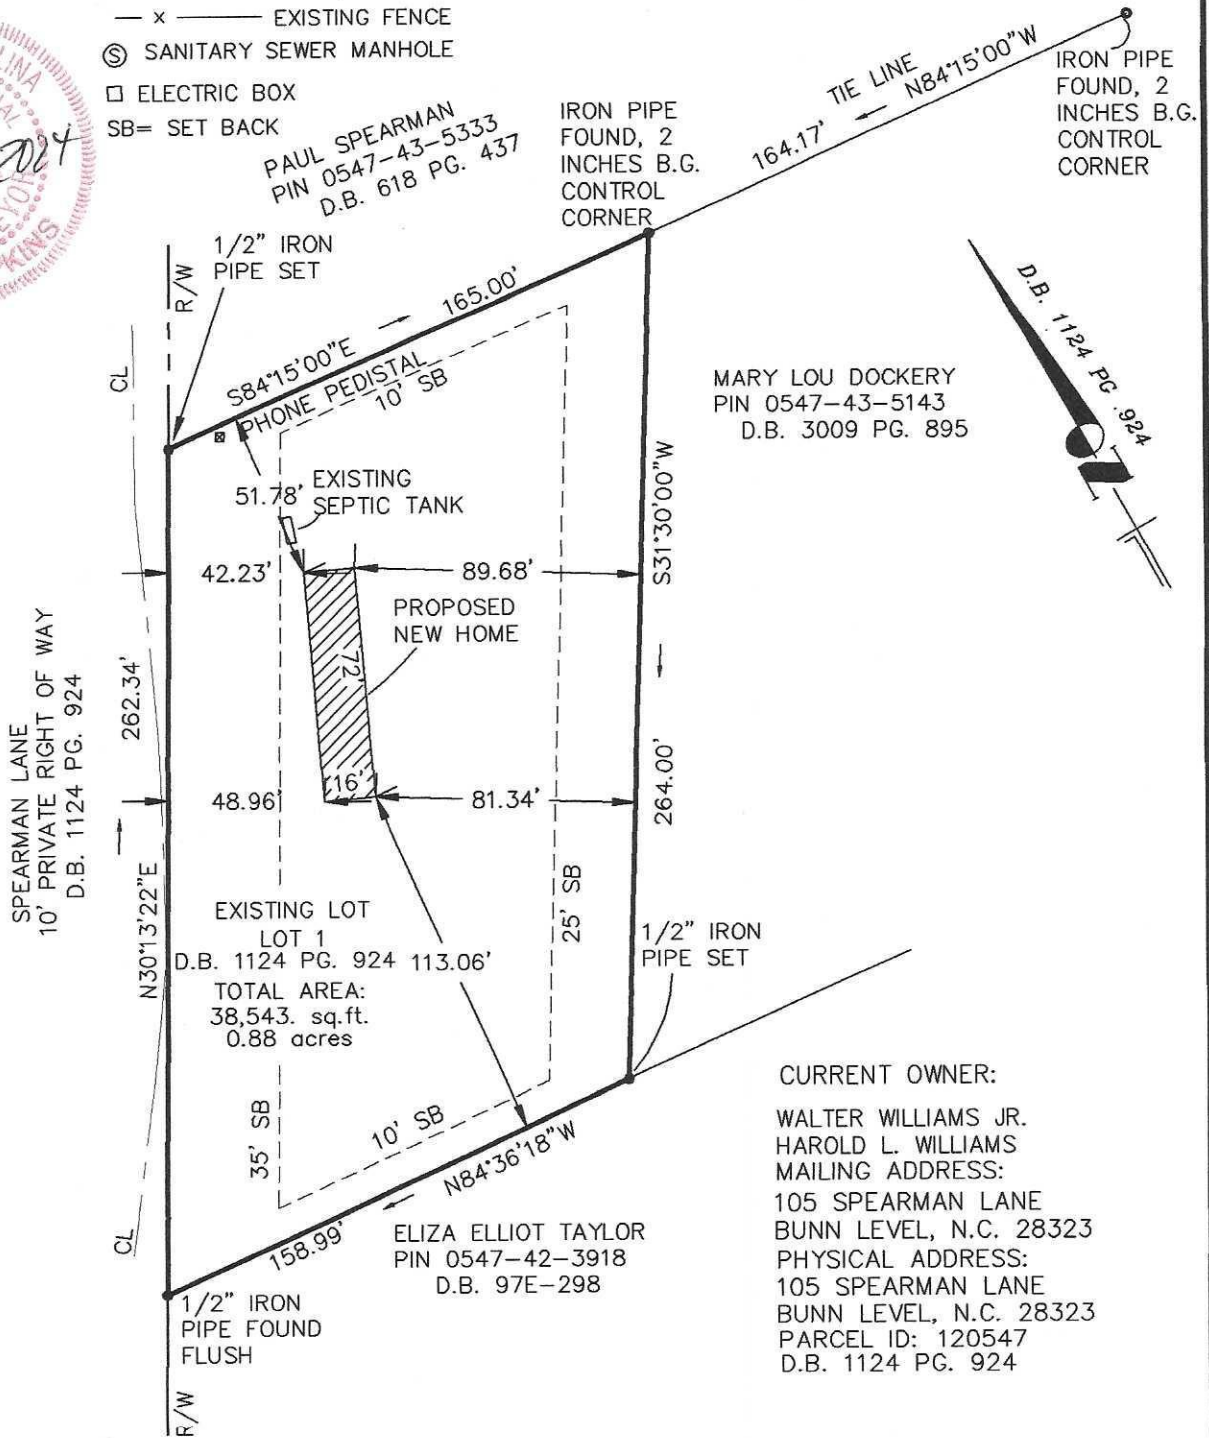 — x ——— EXISTING FENCE
Ⓢ SANITARY SEWER MANHOLE
□ ELECTRIC BOX
SB= SET BACK
2024
PAUL SPEARMAN
PIN 0547-43-5333
D.B. 618 PG. 437
IRON PIPE
FOUND, 2
INCHES B.G.
CONTROL
CORNER
TIE LINE
N84°15'00"W
164.17'
IRON PIPE
FOUND, 2
INCHES B.G.
CONTROL
CORNER
1/2" IRON
PIPE SET
R/W
CL
S84°15'00"E
165.00'
PHONE PEDISTAL
10' SB
D.B. 1124 PG .924
MARY LOU DOCKERY
PIN 0547-43-5143
D.B. 3009 PG. 895
51.78'
EXISTING
SEPTIC TANK
S31°30'00"W
264.00'
42.23'
89.68'
PROPOSED
NEW HOME
72'
16'
48.96'
81.34'
SPEARMAN LANE
10' PRIVATE RIGHT OF WAY
D.B. 1124 PG. 924
262.34'
N30°13'22"E
EXISTING LOT
LOT 1
D.B. 1124 PG. 924
113.06'
TOTAL AREA:
38,543. sq.ft.
0.88 acres
25' SB
1/2" IRON
PIPE SET
35' SB
10' SB
N84°36'18"W
158.99'
CL
ELIZA ELLIOT TAYLOR
PIN 0547-42-3918
D.B. 97E-298
1/2" IRON
PIPE FOUND
FLUSH
R/W
CURRENT OWNER:
WALTER WILLIAMS JR.
HAROLD L. WILLIAMS
MAILING ADDRESS:
105 SPEARMAN LANE
BUNN LEVEL, N.C. 28323
PHYSICAL ADDRESS:
105 SPEARMAN LANE
BUNN LEVEL, N.C. 28323
PARCEL ID: 120547
D.B. 1124 PG. 924